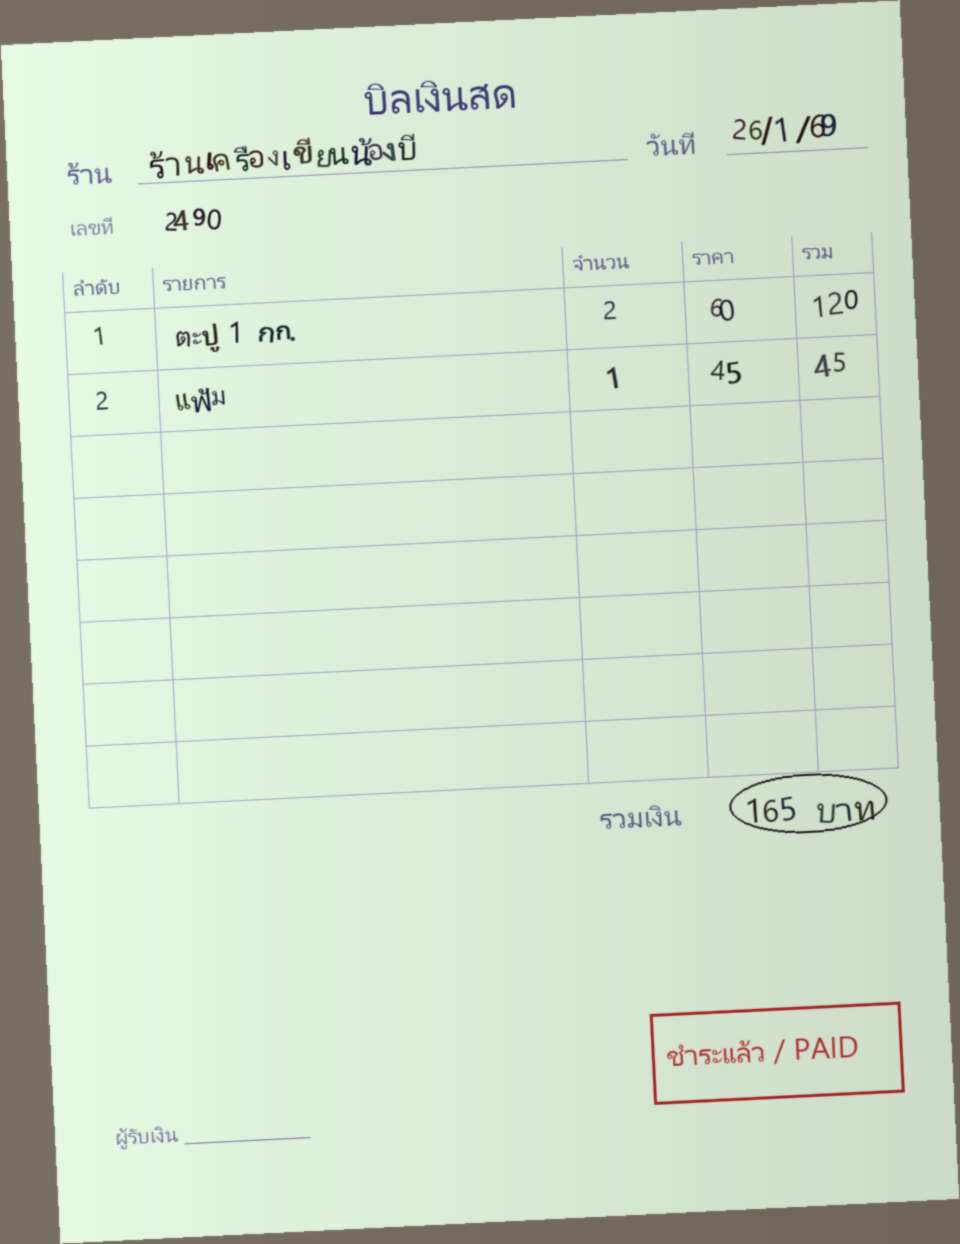 บิลเงินสด
ร้าน ร้านเครื่องเขียนน้องบี วันที่ 26/1/69
เลขที่ 2490
ลำดับ รายการ จำนวน ราคา รวม
1 ตะปู 1 กก. 2 60 120
2 แฟ้ม 1 45 45
รวมเงิน 165 บาท
ชำระแล้ว / PAID
ผู้รับเงิน